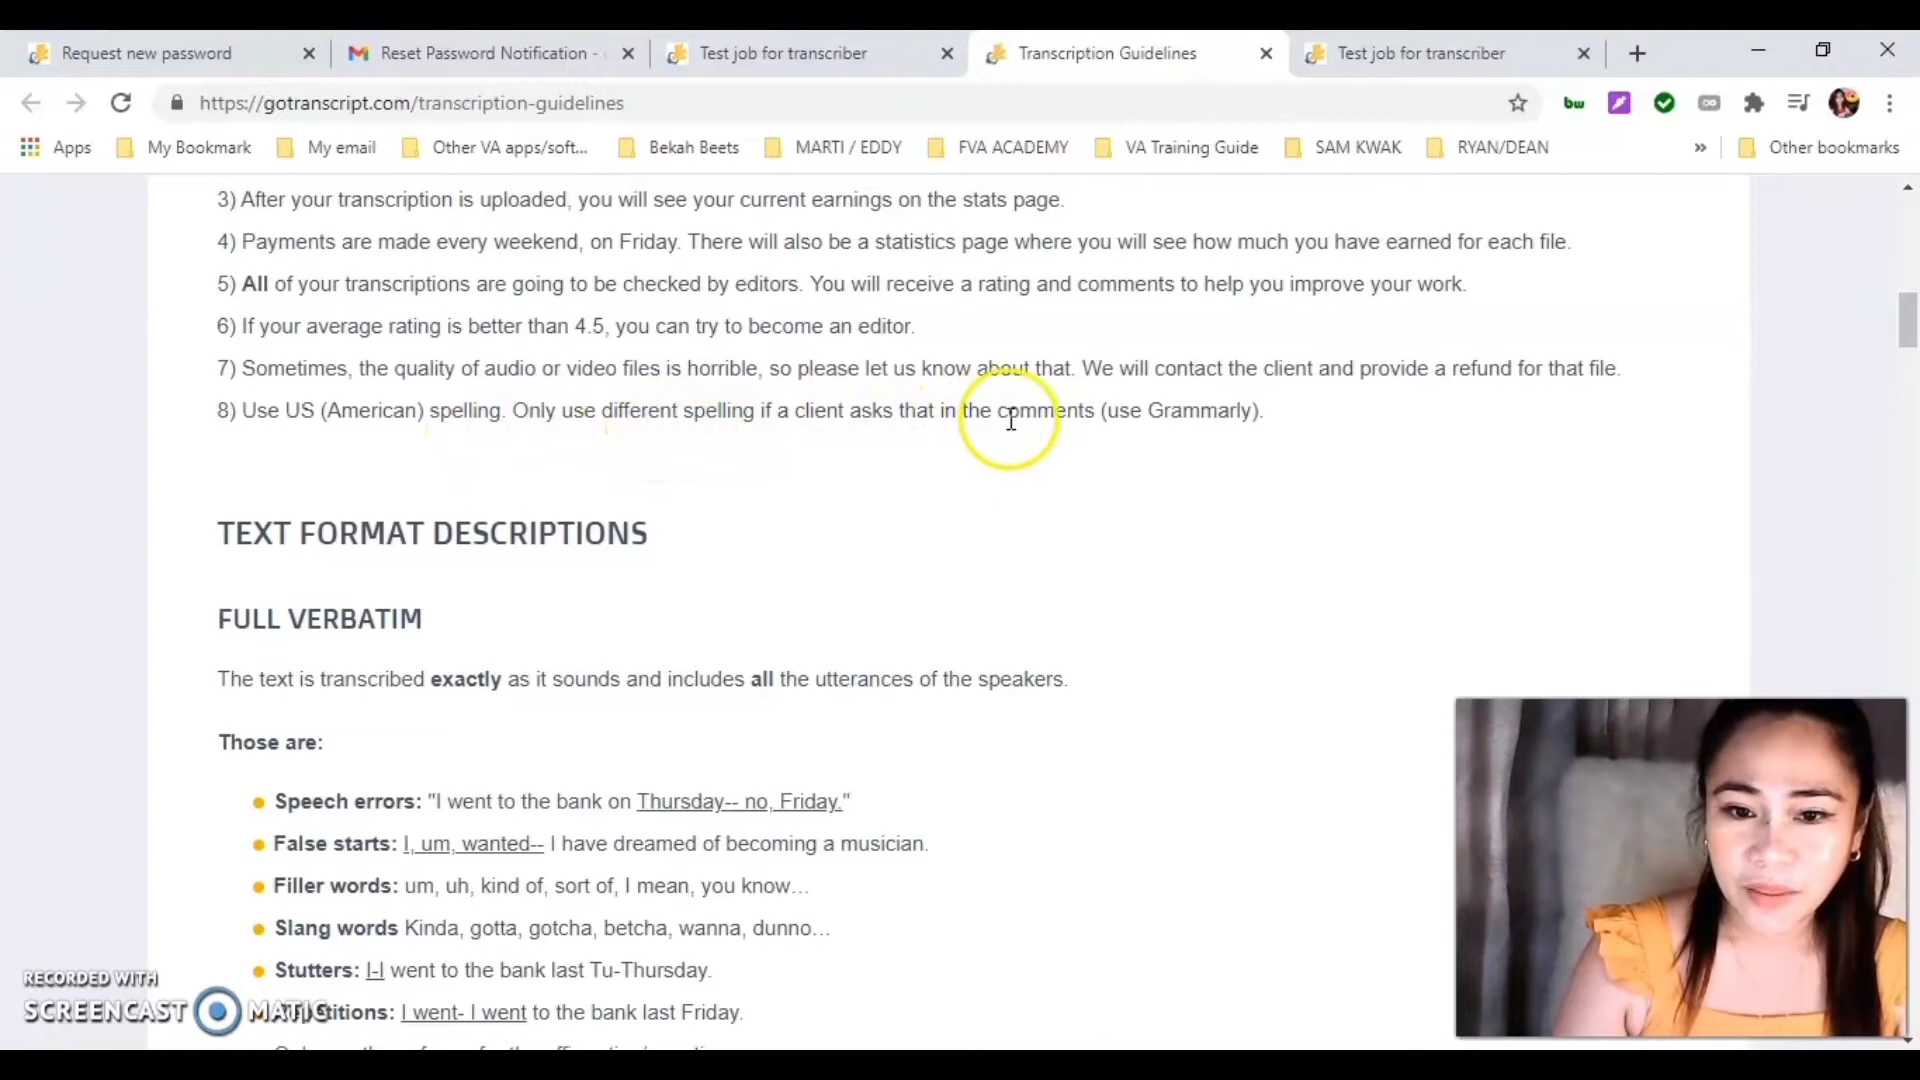 Request new password
Reset Password Notification -
Test job for transcriber
Transcription Guidelines
Test job for transcriber
https://gotranscript.com/transcription-guidelines
bw
Apps
My Bookmark
My email
Other VA apps/soft...
Bekah Beets
MARTI / EDDY
FVA ACADEMY
VA Training Guide
SAM KWAK
RYAN/DEAN
»
Other bookmarks
3) After your transcription is uploaded, you will see your current earnings on the stats page.
4) Payments are made every weekend, on Friday. There will also be a statistics page where you will see how much you have earned for each file.
5) All of your transcriptions are going to be checked by editors. You will receive a rating and comments to help you improve your work.
6) If your average rating is better than 4.5, you can try to become an editor.
7) Sometimes, the quality of audio or video files is horrible, so please let us know about that. We will contact the client and provide a refund for that file.
8) Use US (American) spelling. Only use different spelling if a client asks that in the comments (use Grammarly).
TEXT FORMAT DESCRIPTIONS
FULL VERBATIM
The text is transcribed exactly as it sounds and includes all the utterances of the speakers.
Those are:
Speech errors: "I went to the bank on Thursday-- no, Friday."
False starts: I, um, wanted-- I have dreamed of becoming a musician.
Filler words: um, uh, kind of, sort of, I mean, you know…
Slang words Kinda, gotta, gotcha, betcha, wanna, dunno…
Stutters: I-I went to the bank last Tu-Thursday.
I went- I went to the bank last Friday.
RECORDED WITH
SCREENCAST MATIC